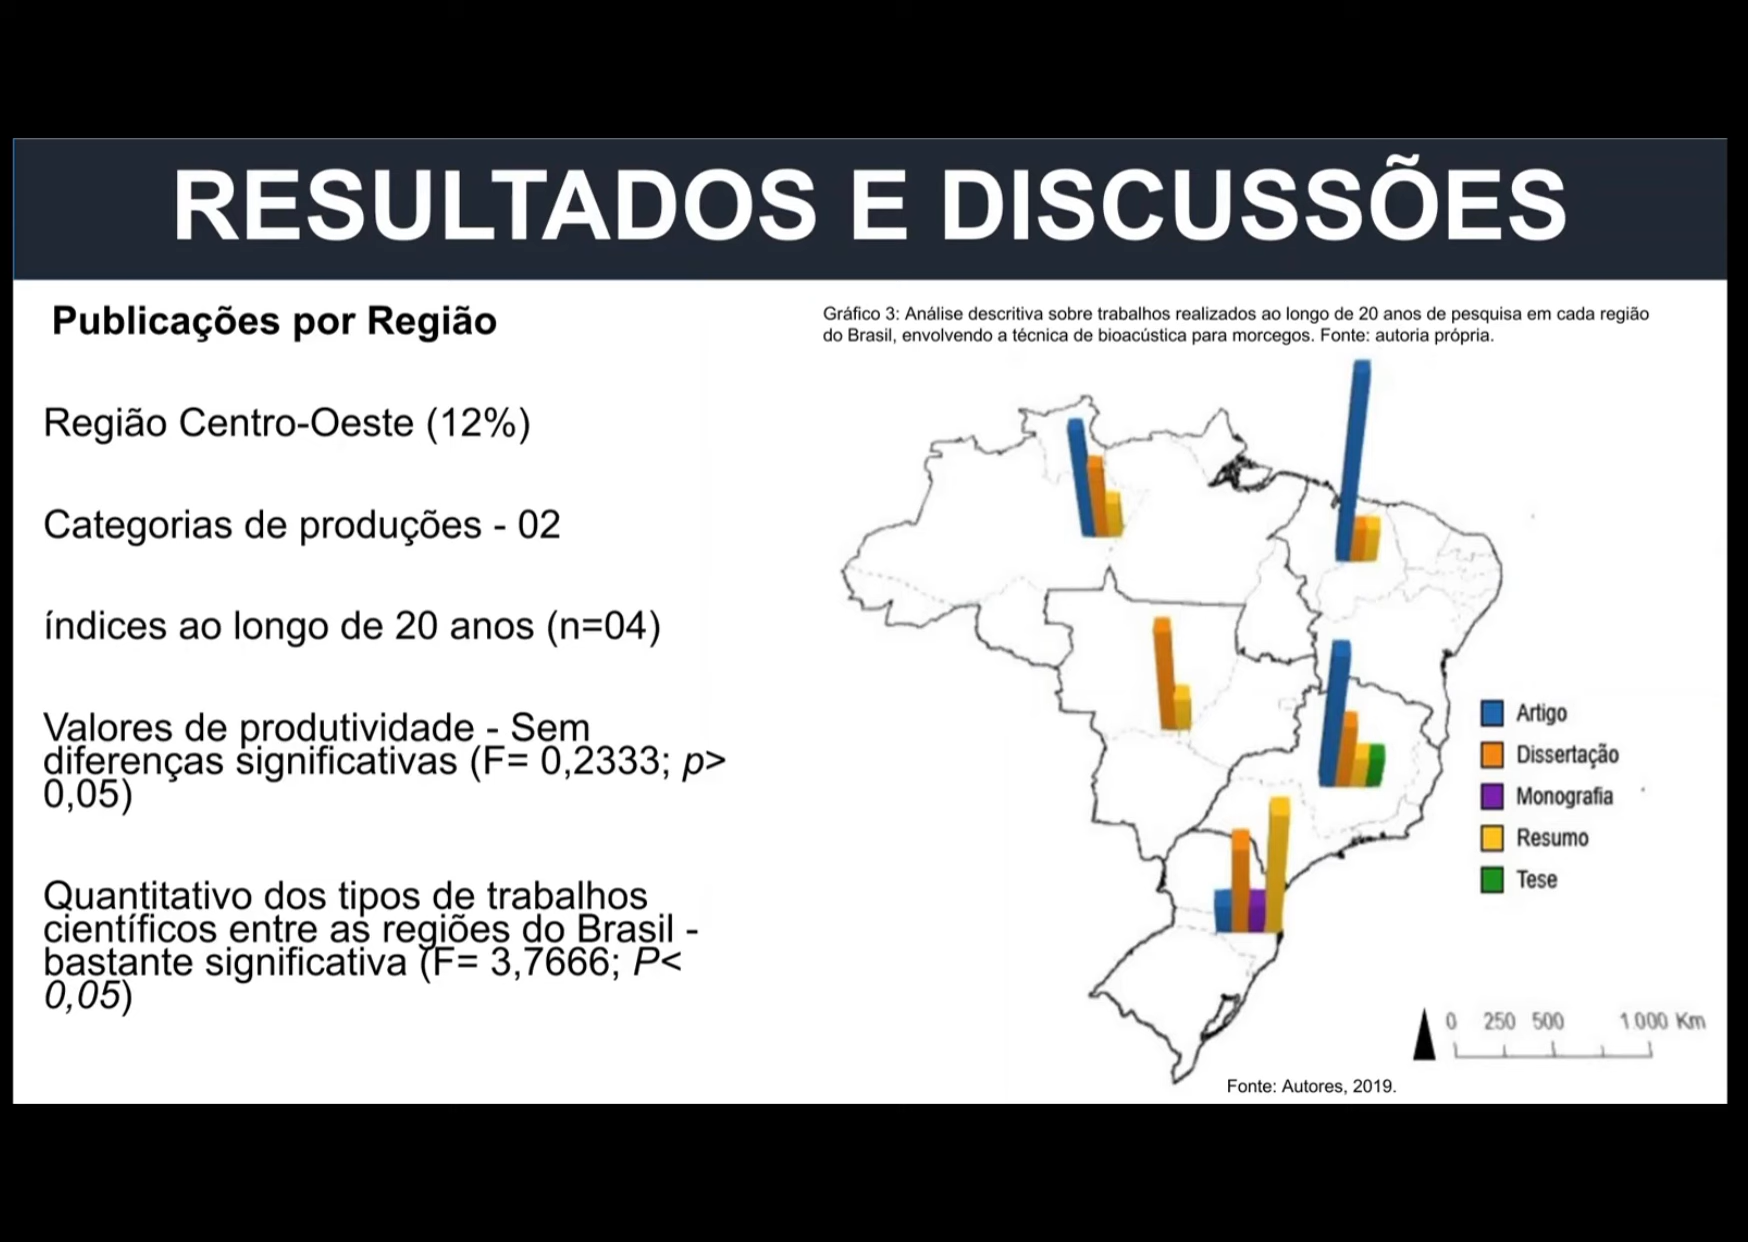 RESULTADOS E DISCUSSÕES
Publicações por Região
Região Centro-Oeste (12%)
Categorias de produções - 02
índices ao longo de 20 anos (n=04)
Valores de produtividade - Sem
diferenças significativas (F= 0,2333; p>
0,05)
Quantitativo dos tipos de trabalhos
científicos entre as regiões do Brasil -
bastante significativa (F= 3,7666; P<
0,05)
Gráfico 3: Análise descritiva sobre trabalhos realizados ao longo de 20 anos de pesquisa em cada região
do Brasil, envolvendo a técnica de bioacústica para morcegos. Fonte: autoria própria.
Artigo
Dissertação
Monografia
Resumo
Tese
0 250 500 1.000 Km
Fonte: Autores, 2019.